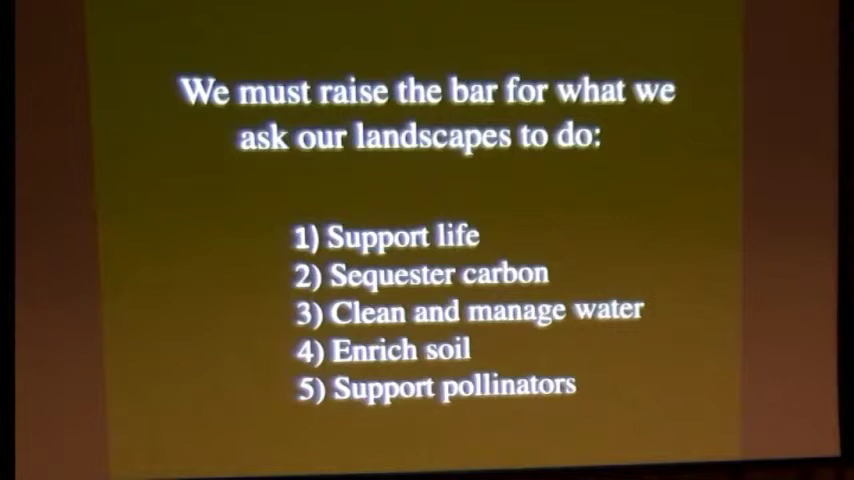 We must raise the bar for what we
ask our landscapes to do:
1) Support life
2) Sequester carbon
3) Clean and manage water
4) Enrich soil
5) Support pollinators